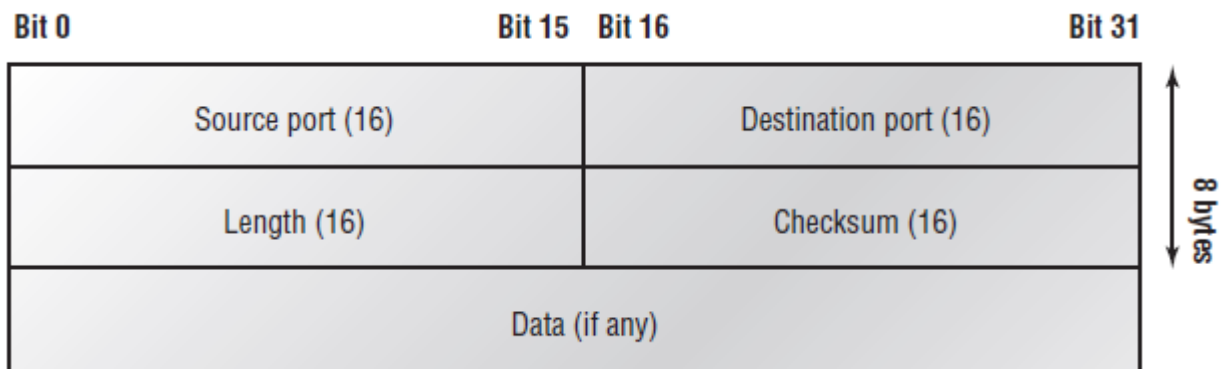 Bit 0 Bit 15 Bit 16 Bit 31
Source port (16) Destination port (16)
Length (16) Checksum (16)
8 bytes
Data (if any)